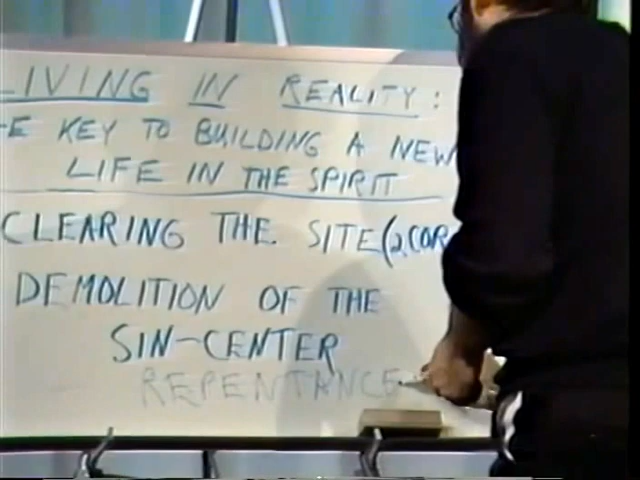 LIVING IN REALITY:
E KEY TO BUILDING A NEW
LIFE IN THE SPIRIT
CLEARING THE SITE (2. COR
DEMOLITION OF THE
SIN-CENTER
REPENTANCE